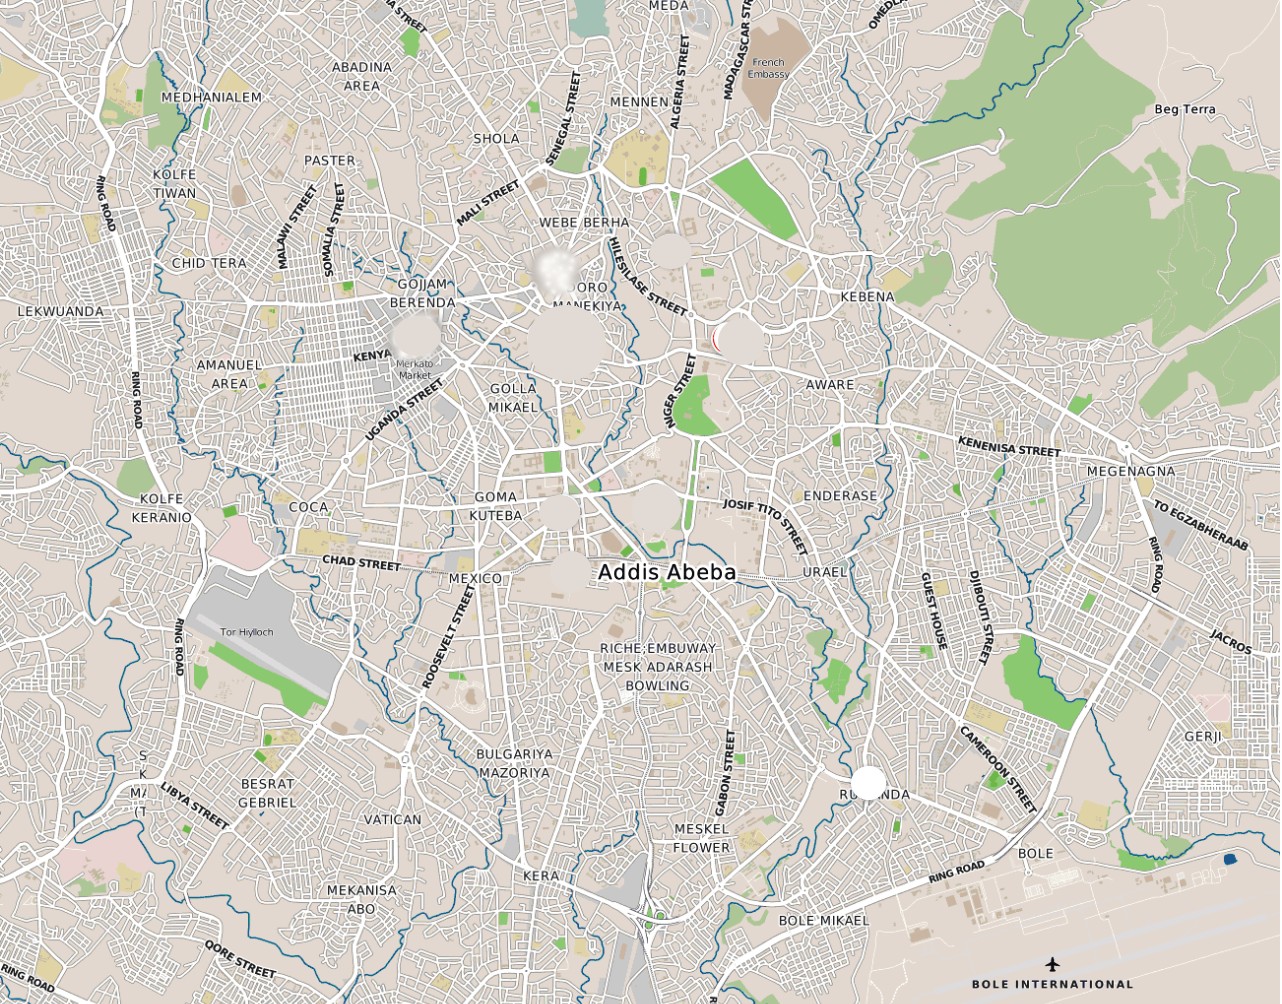 MEDA
OMEDLA
MADAGASCAR STR
ALGERIA STREET
SENEGAL STREET
STREET
French
Embassy
ABADINA
AREA
MEDHANIALEM
MENNEN
Beg Terra
SHOLA
PASTER
KOLFE
TIWAN
RING ROAD
MALAWI STREET
SOMALIA STREET
MALI STREET
WEBE BERHA
HILESILASE STREET
CHID TERA
GOJJAM
BERENDA
DORO
MANEKIYA
KEBENA
LEKWUANDA
KENYA
Merkato
Market
AMANUEL
AREA
RING ROAD
UGANDA STREET
GOLLA
MIKAEL
NIGER STREET
AWARE
KENENISA STREET
MEGENAGNA
KOLFE
KERANIO
COCA
GOMA
KUTEBA
ENDERASE
JOSIF TITO STREET
TO EGZABHERAAB
CHAD STREET
MEXICO
Addis Abeba
URAEL
RING ROAD
GUEST HOUSE
DJIBOUTI STREET
Tor Hiylloch
RING ROAD
ROOSEVELT STREET
RICHE;EMBUWAY
MESK ADARASH
BOWLING
JACROS
GERJI
BULGARIYA
MAZORIYA
GABON STREET
CAMEROON STREET
S
K
MA
(T
BESRAT
GEBRIEL
LIBYA STREET
VATICAN
MESKEL
FLOWER
BOLE
RING ROAD
KERA
MEKANISA
ABO
BOLE MIKAEL
QORE STREET
RING ROAD
R
BOLE INTERNATIONAL